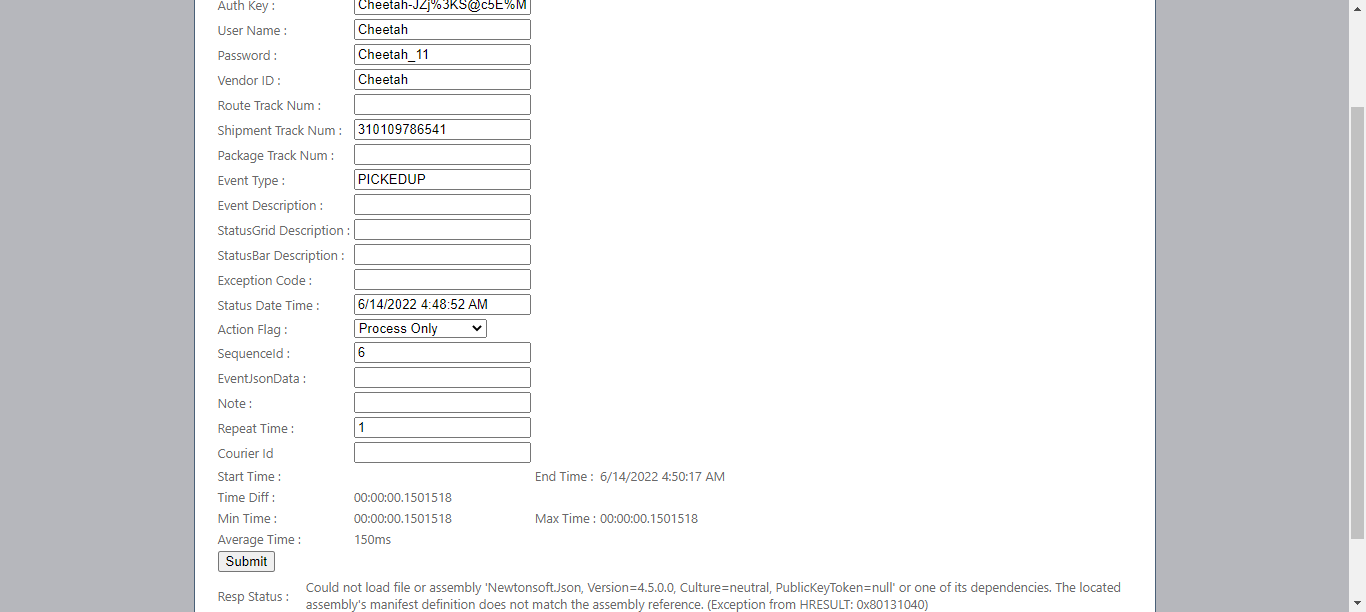 Auth Key : Cheetah-JZj%3KS@c5E%M
User Name : Cheetah
Password : Cheetah_11
Vendor ID : Cheetah
Route Track Num :
Shipment Track Num : 310109786541
Package Track Num :
Event Type : PICKEDUP
Event Description :
StatusGrid Description :
StatusBar Description :
Exception Code :
Status Date Time : 6/14/2022 4:48:52 AM
Action Flag : Process Only
SequenceId : 6
EventJsonData :
Note :
Repeat Time : 1
Courier Id
Start Time : End Time : 6/14/2022 4:50:17 AM
Time Diff : 00:00:00.1501518
Min Time : 00:00:00.1501518 Max Time : 00:00:00.1501518
Average Time : 150ms
Submit
Resp Status : Could not load file or assembly 'Newtonsoft.Json, Version=4.5.0.0, Culture=neutral, PublicKeyToken=null' or one of its dependencies. The located
assembly's manifest definition does not match the assembly reference. (Exception from HRESULT: 0x80131040)